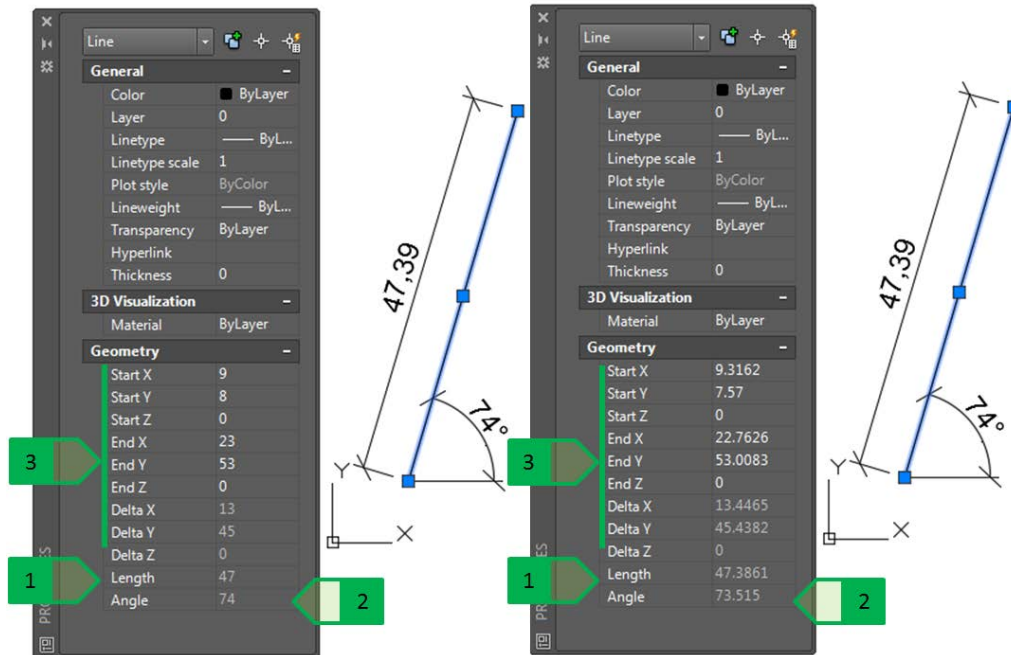 Line
General
Color ByLayer
Layer 0
Linetype ByL...
Linetype scale 1
Plot style ByColor
Lineweight ByL...
Transparency ByLayer
Hyperlink
Thickness 0
3D Visualization
Material ByLayer
Geometry
Start X 9
Start Y 8
Start Z 0
End X 23
End Y 53
End Z 0
Delta X 13
Delta Y 45
Delta Z 0
Length 47
Angle 74
3
1
2
47,39
74°
Y
X
Line
General
Color ByLayer
Layer 0
Linetype ByL...
Linetype scale 1
Plot style ByColor
Lineweight ByL...
Transparency ByLayer
Hyperlink
Thickness 0
3D Visualization
Material ByLayer
Geometry
Start X 9.3162
Start Y 7.57
Start Z 0
End X 22.7626
End Y 53.0083
End Z 0
Delta X 13.4465
Delta Y 45.4382
Delta Z 0
Length 47.3861
Angle 73.515
3
1
2
47,39
74°
Y
X